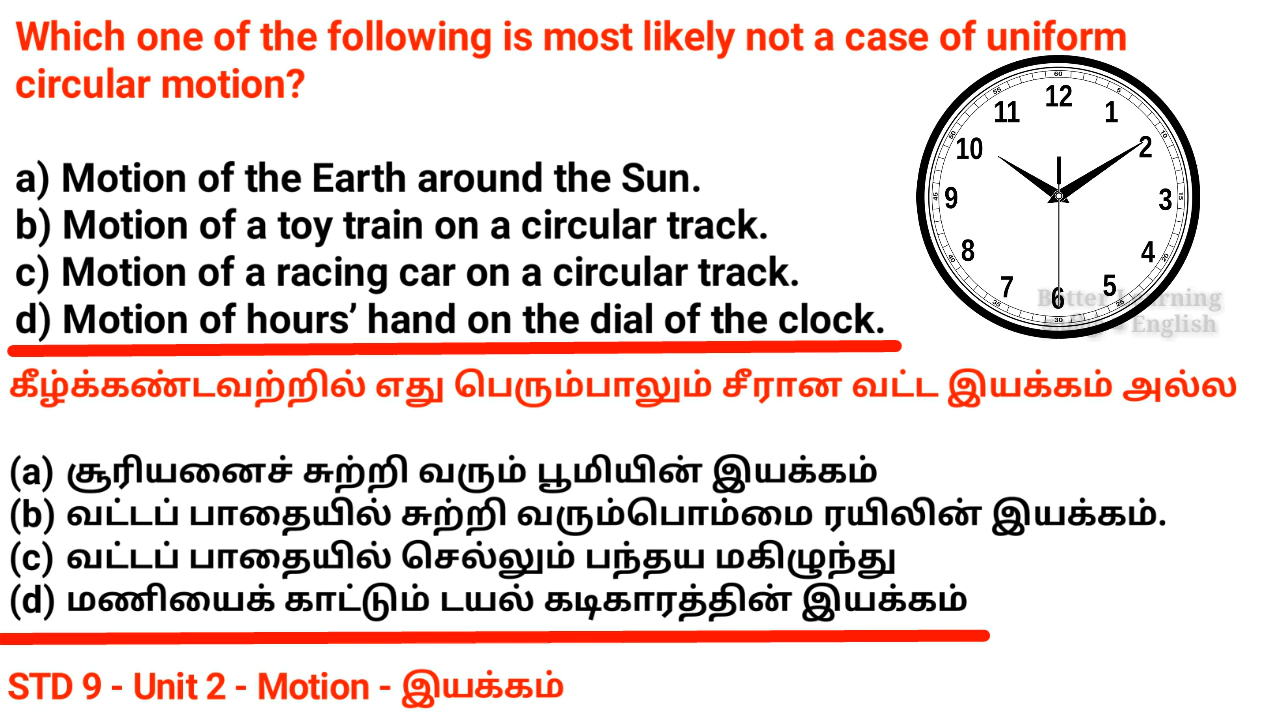 Which one of the following is most likely not a case of uniform
circular motion?
a) Motion of the Earth around the Sun.
b) Motion of a toy train on a circular track.
c) Motion of a racing car on a circular track.
d) Motion of hours’ hand on the dial of the clock.
12
11 1
10 2
9 3
8 4
7 5
6
கீழ்க்கண்டவற்றில் எது பெரும்பாலும் சீரான வட்ட இயக்கம் அல்ல
(a) சூரியனைச் சுற்றி வரும் பூமியின் இயக்கம்
(b) வட்டப் பாதையில் சுற்றி வரும்பொம்மை ரயிலின் இயக்கம்.
(c) வட்டப் பாதையில் செல்லும் பந்தய மகிழுந்து
(d) மணியைக் காட்டும் டயல் கடிகாரத்தின் இயக்கம்
STD 9 - Unit 2 - Motion - இயக்கம்